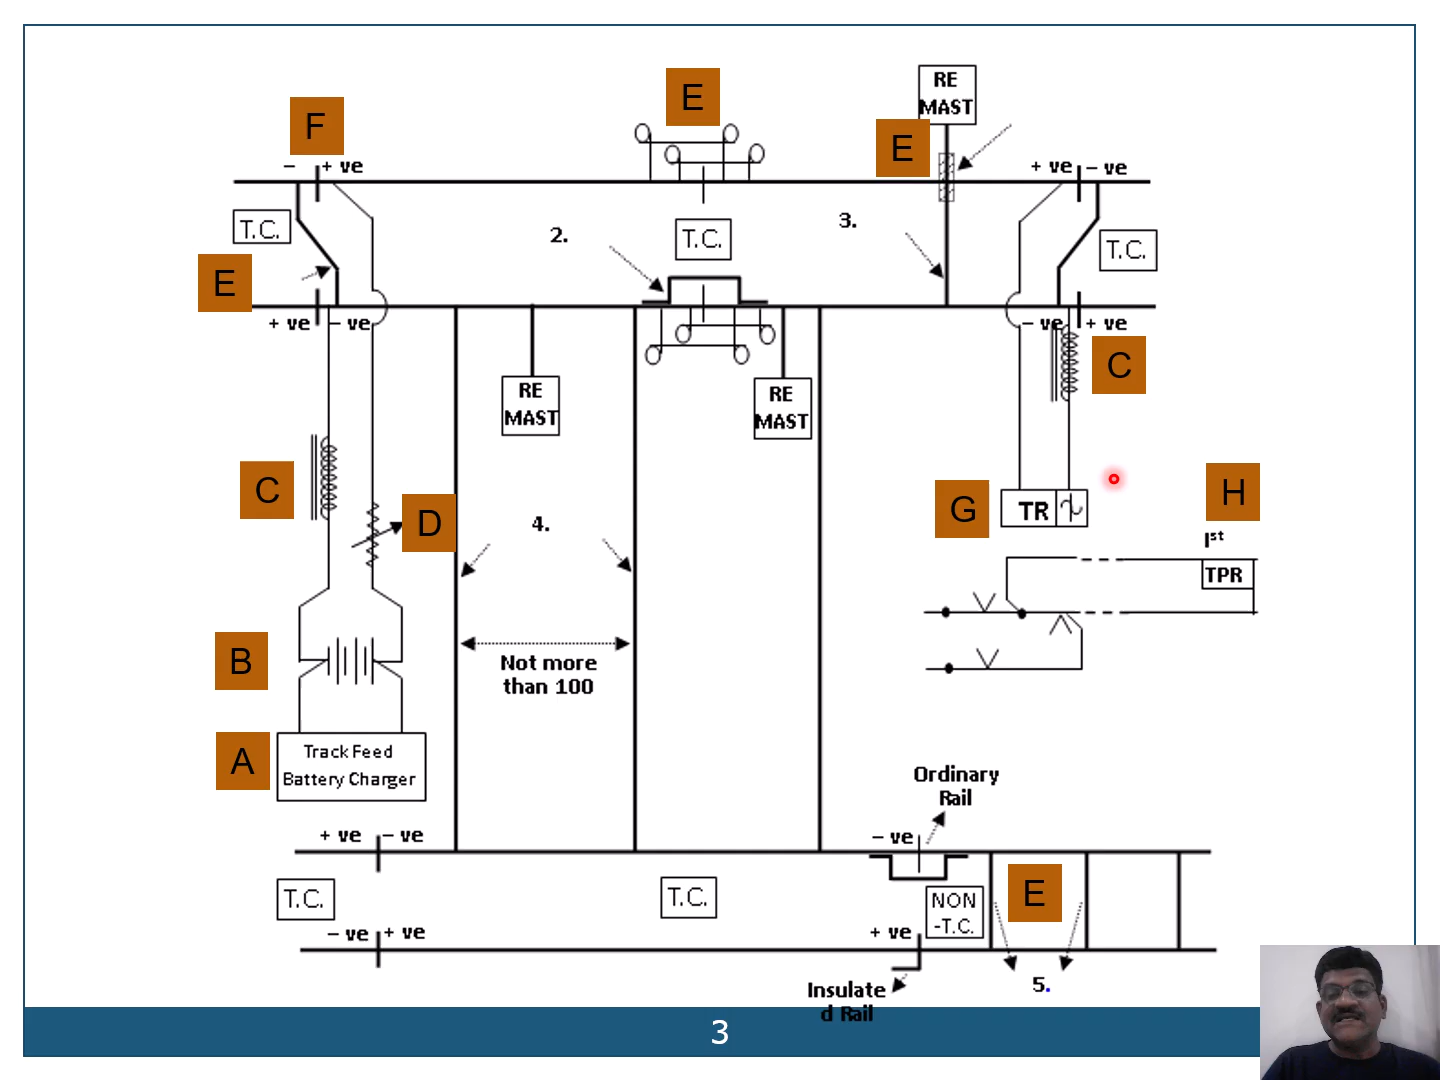 RE
MAST
E
F
E
– + ve
+ ve – ve
T.C.
2.
T.C.
3.
T.C.
E
+ ve – ve
– ve + ve
C
RE
MAST
RE
MAST
C
D
4.
G
TR
H
Iˢᵗ
TPR
B
Not more
than 100
A
Track Feed
Battery Charger
Ordinary
Rail
+ ve – ve
– ve
T.C.
T.C.
NON
-T.C.
E
– ve + ve
+ ve
5.
Insulate
d Rail
3